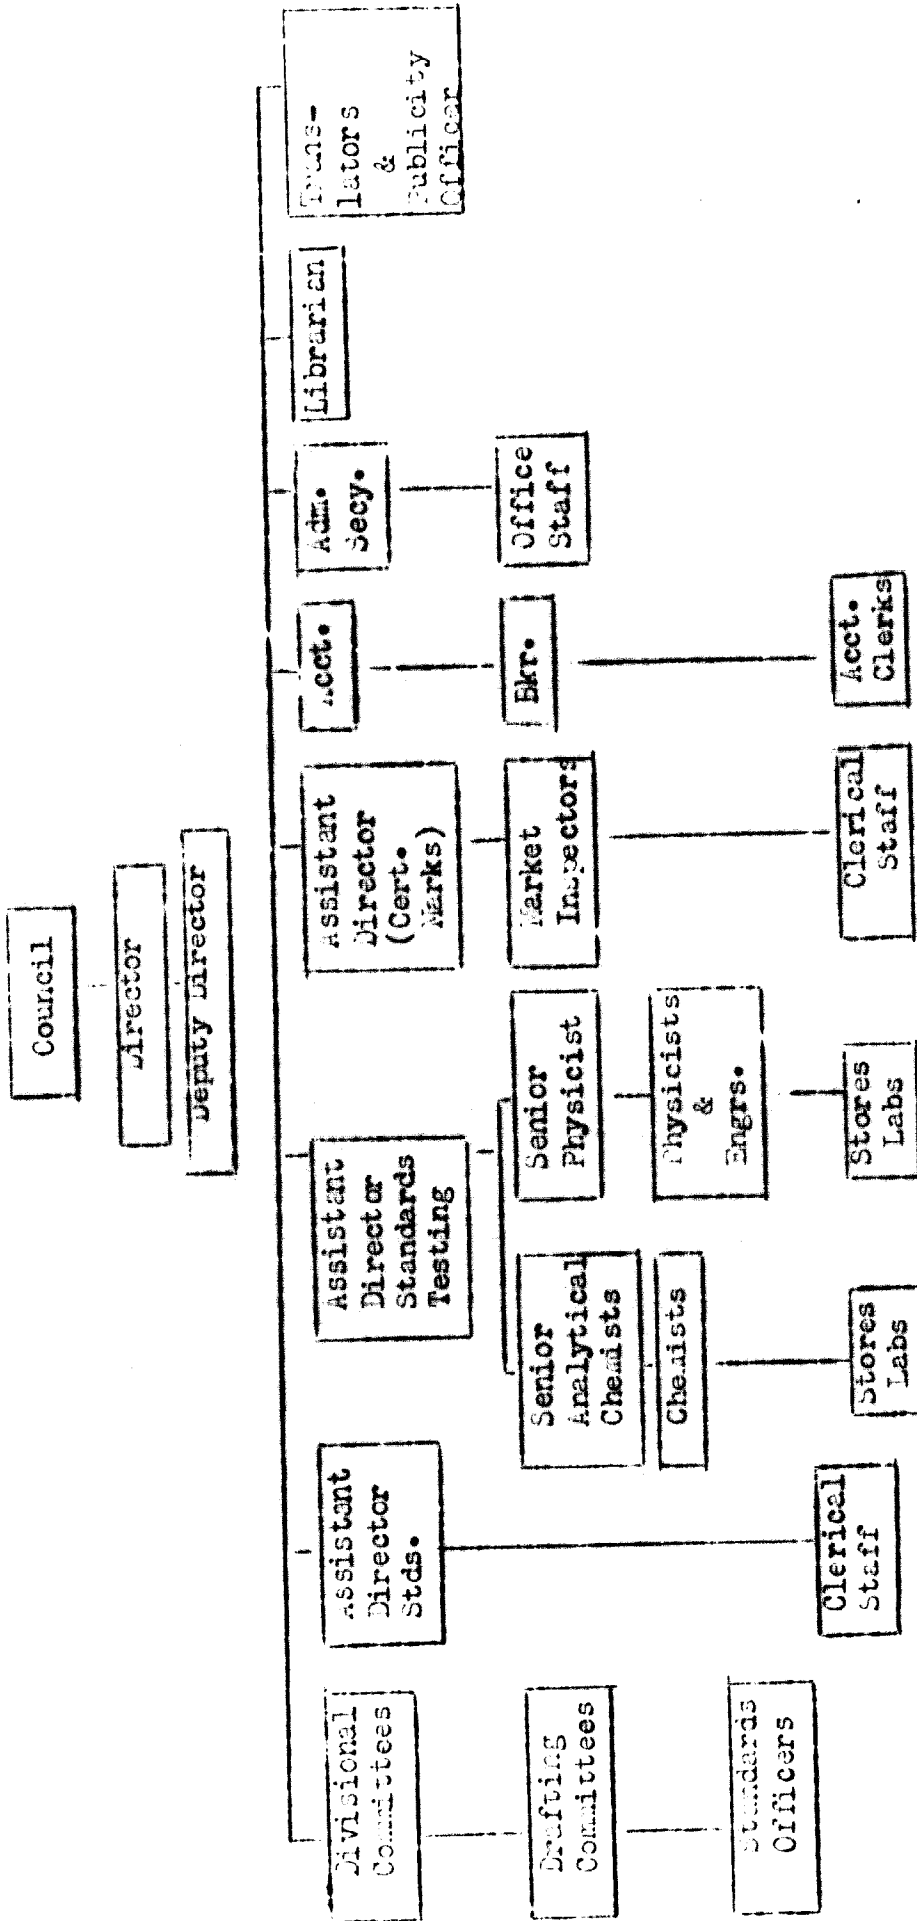 Council
Director
Deputy Director
Divisional
Committees
Drafting
Committees
Standards
Officers
Assistant
Director
Stds.
Clerical
Staff
Assistant
Director
Standards
Testing
Senior
Analytical
Chemists
Chemists
Stores
Labs
Senior
Physicist
Physicists
&
Engrs.
Stores
Labs
Assistant
Director
(Cert.
Marks)
Market
Inspectors
Clerical
Staff
Acct.
Bkr.
Acct.
Clerks
Adm.
Secy.
Office
Staff
Librarian
Trans-
lators
&
Publicity
Officer